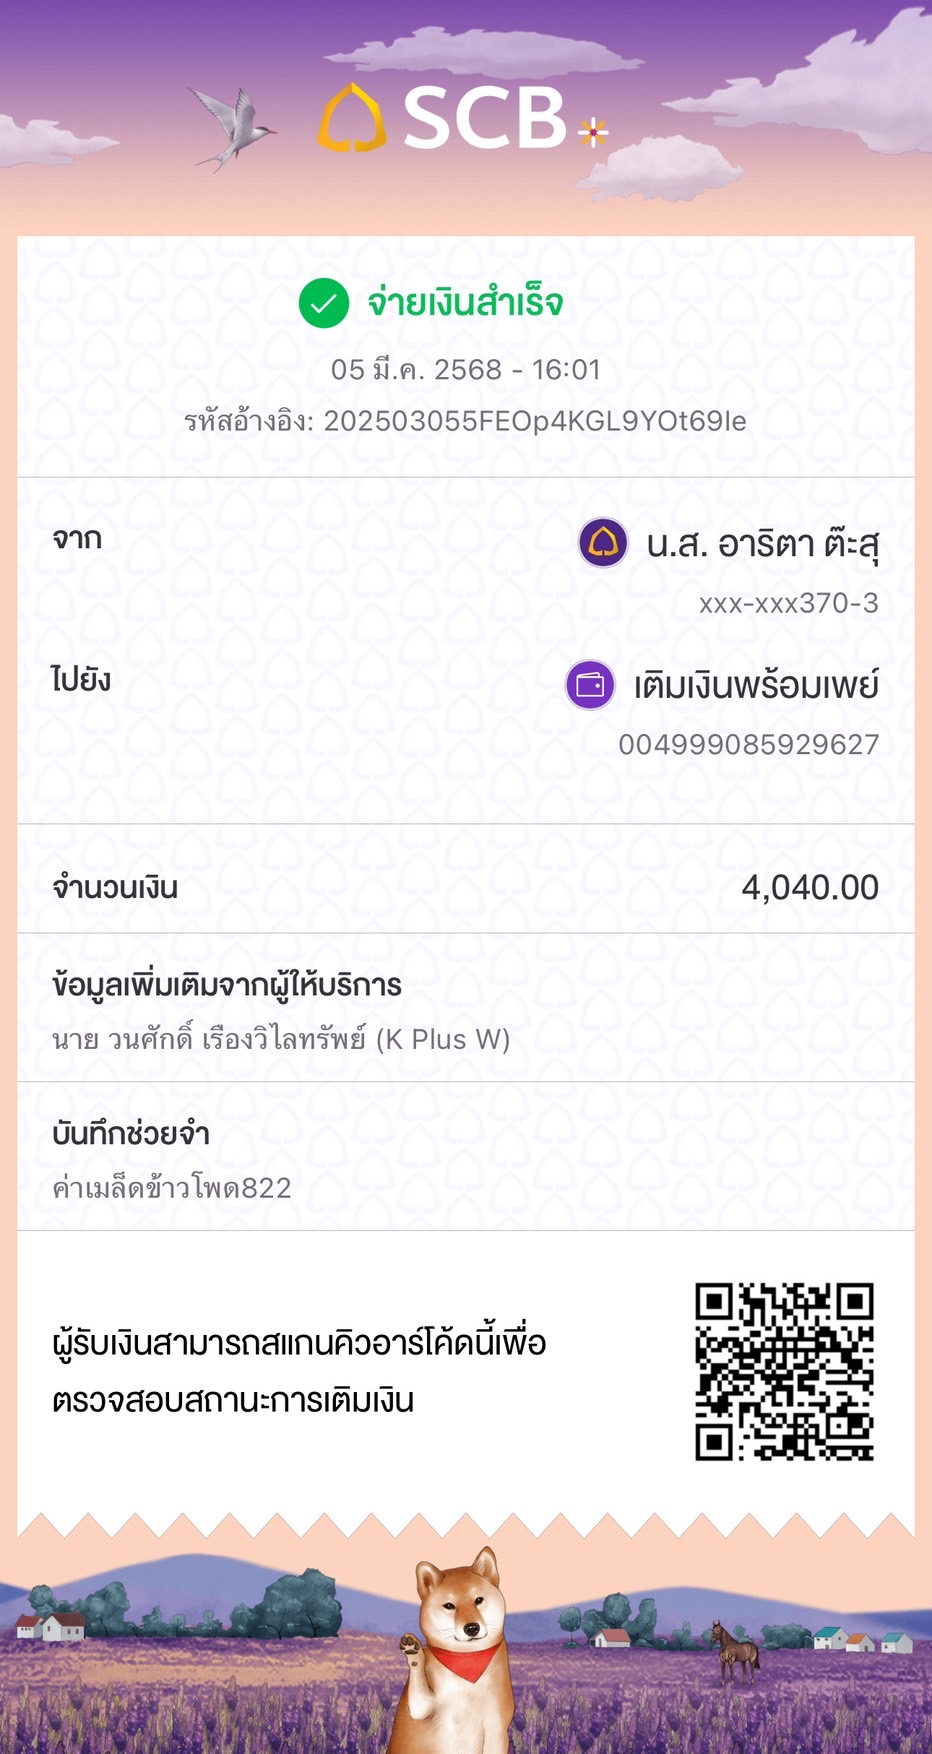 SCB
จ่ายเงินสำเร็จ
05 มี.ค. 2568 - 16:01
รหัสอ้างอิง: 202503055FEOp4KGL9YOt69Ie
จาก
น.ส. อาริตา ต๊ะสุ
xxx-xxx370-3
ไปยัง
เติมเงินพร้อมเพย์
004999085929627
จำนวนเงิน
4,040.00
ข้อมูลเพิ่มเติมจากผู้ให้บริการ
นาย วนศักดิ์ เรืองวิไลทรัพย์ (K Plus W)
บันทึกช่วยจำ
ค่าเมล็ดข้าวโพด822
ผู้รับเงินสามารถสแกนคิวอาร์โค้ดนี้เพื่อ
ตรวจสอบสถานะการเติมเงิน